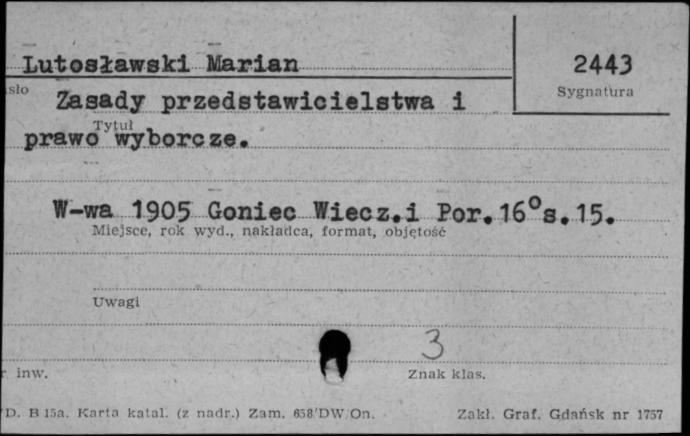 Lutosławski Marian
2443
sło
Sygnatura
Zasady przedstawicielstwa i
Tytuł
prawo wyborcze.
W-wa 1905 Goniec Wiecz.i Por.16°s.15.
Miejsce, rok wyd., nakładca, format, objętość
Uwagi
3
r inw.
Znak klas.
D. B 15a. Karta katal. (z nadr.) Zam. 658/DW/On.
Zakł. Graf. Gdańsk nr 1757